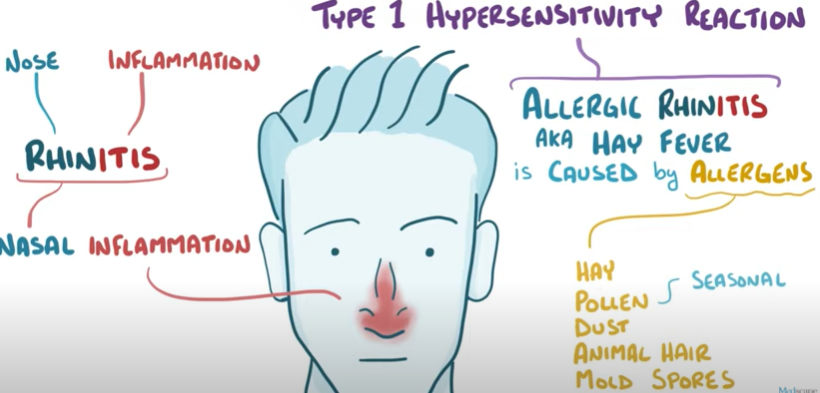 TYPE 1 HYPERSENSITIVITY REACTION
NOSE
INFLAMMATION
RHINITIS
NASAL INFLAMMATION
ALLERGIC RHINITIS
AKA HAY FEVER
is CAUSED by ALLERGENS
HAY
POLLEN
SEASONAL
DUST
ANIMAL HAIR
MOLD SPORES
Medscape